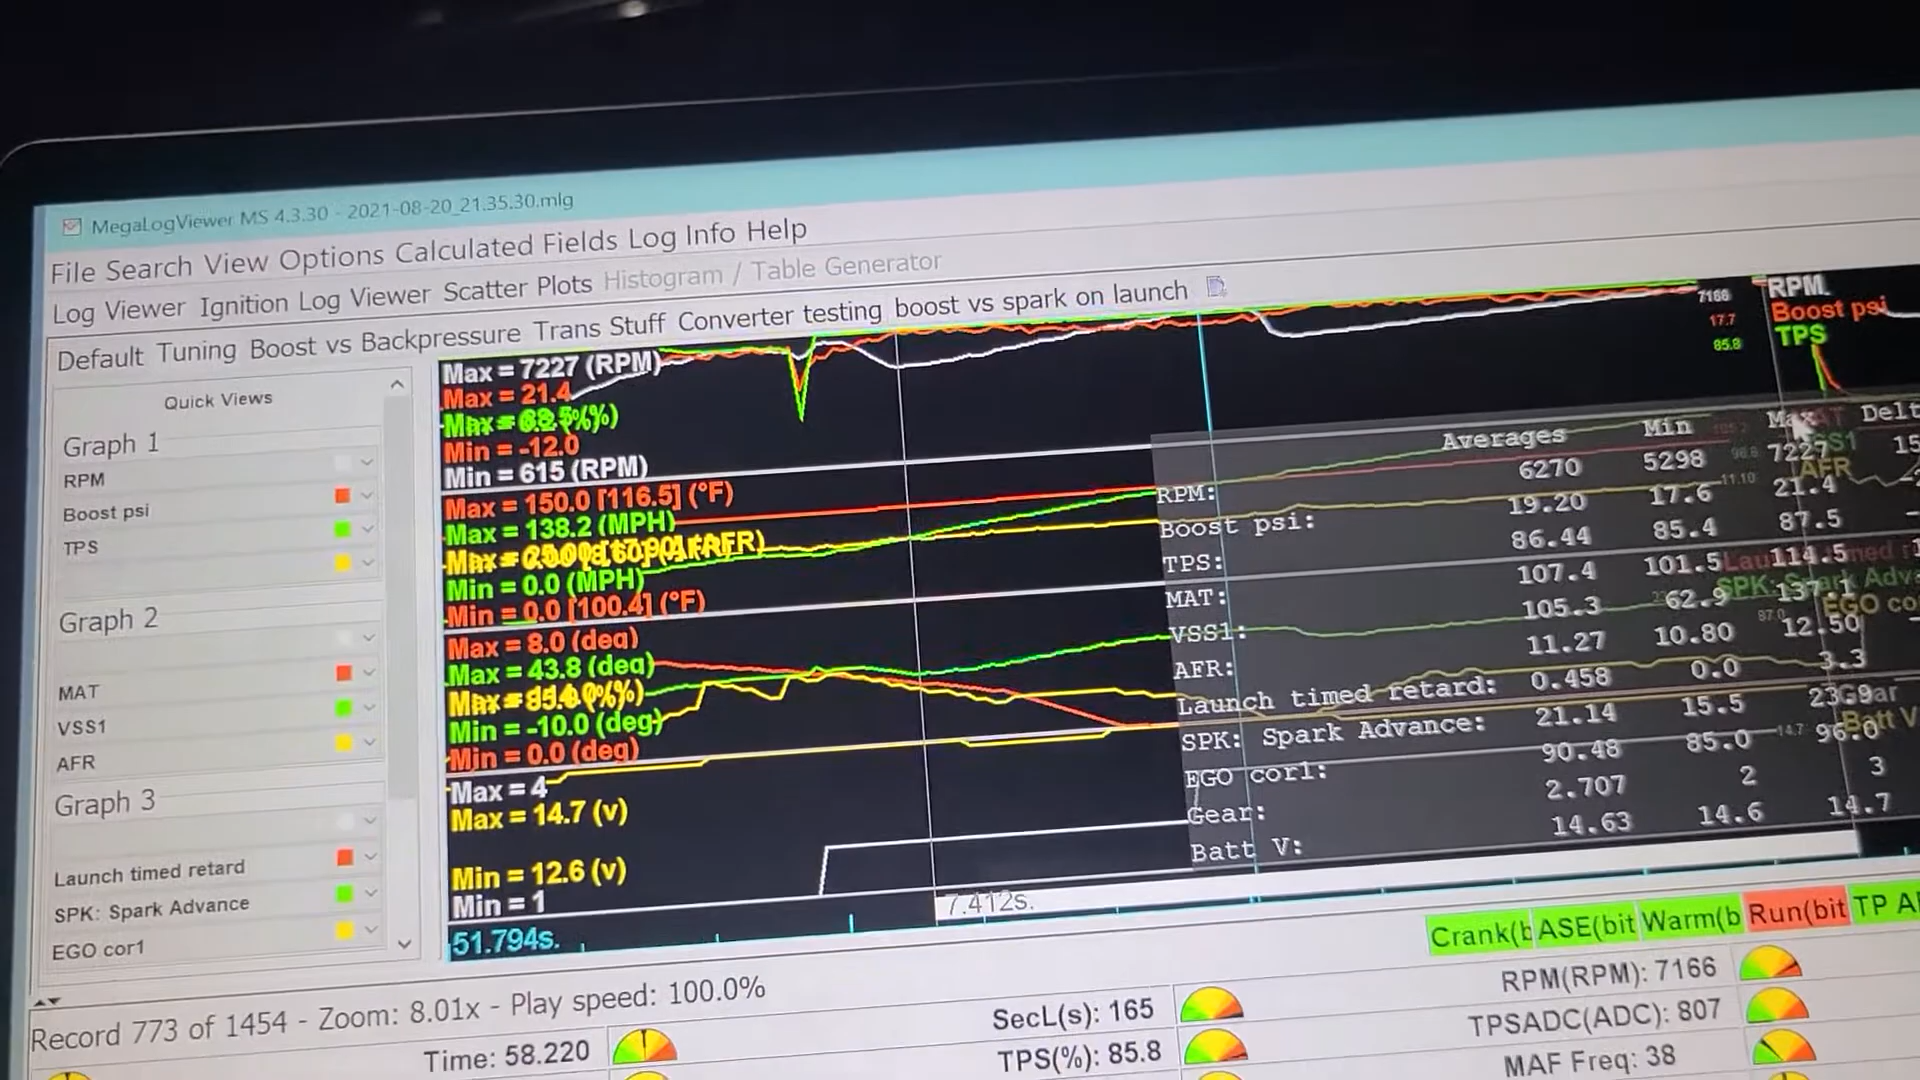 MegaLogViewer MS 4.3.30 - 2021-08-20_21.35.30.mlg
File Search View Options Calculated Fields Log Info Help
Log Viewer Ignition Log Viewer Scatter Plots Histogram / Table Generator
Default Tuning Boost vs Backpressure Trans Stuff Converter testing boost vs spark on launch
Quick Views
Graph 1
RPM
Boost psi
TPS
Graph 2
MAT
VSS1
AFR
Graph 3
Launch timed retard
SPK: Spark Advance
EGO cor1
Max = 7227 (RPM)
Max = 21.4
Min = -12.0
Min = 615 (RPM)
Max = 150.0 [116.5] (°F)
Max = 138.2 (MPH)
Min = 0.0 (MPH)
Min = 0.0 [100.4] (°F)
Max = 8.0 (deg)
Max = 43.8 (deg)
Min = -10.0 (deg)
Min = 0.0 (deg)
Max = 4
Max = 14.7 (v)
Min = 12.6 (v)
Min = 1
51.794s.
7.412s.
7166
17.7
85.8
RPM
Boost psi
TPS
Averages Min Max
RPM: 6270 5298 7227
Boost psi: 19.20 17.6 21.4
TPS: 86.44 85.4 87.5
MAT: 107.4 101.5 114.5
VSS1: 105.3 62.9 137.1
AFR: 11.27 10.80 12.50
Launch timed retard: 0.458 0.0 3.3
SPK: Spark Advance: 21.14 15.5
EGO cor1: 90.48 85.0 96.0
Gear: 2.707 2 3
Batt V: 14.63 14.6 14.7
Crank(b ASE(bit Warm(b Run(bit TP
Record 773 of 1454 - Zoom: 8.01x - Play speed: 100.0%
Time: 58.220
SecL(s): 165
TPS(%): 85.8
RPM(RPM): 7166
TPSADC(ADC): 807
MAF Freq: 38